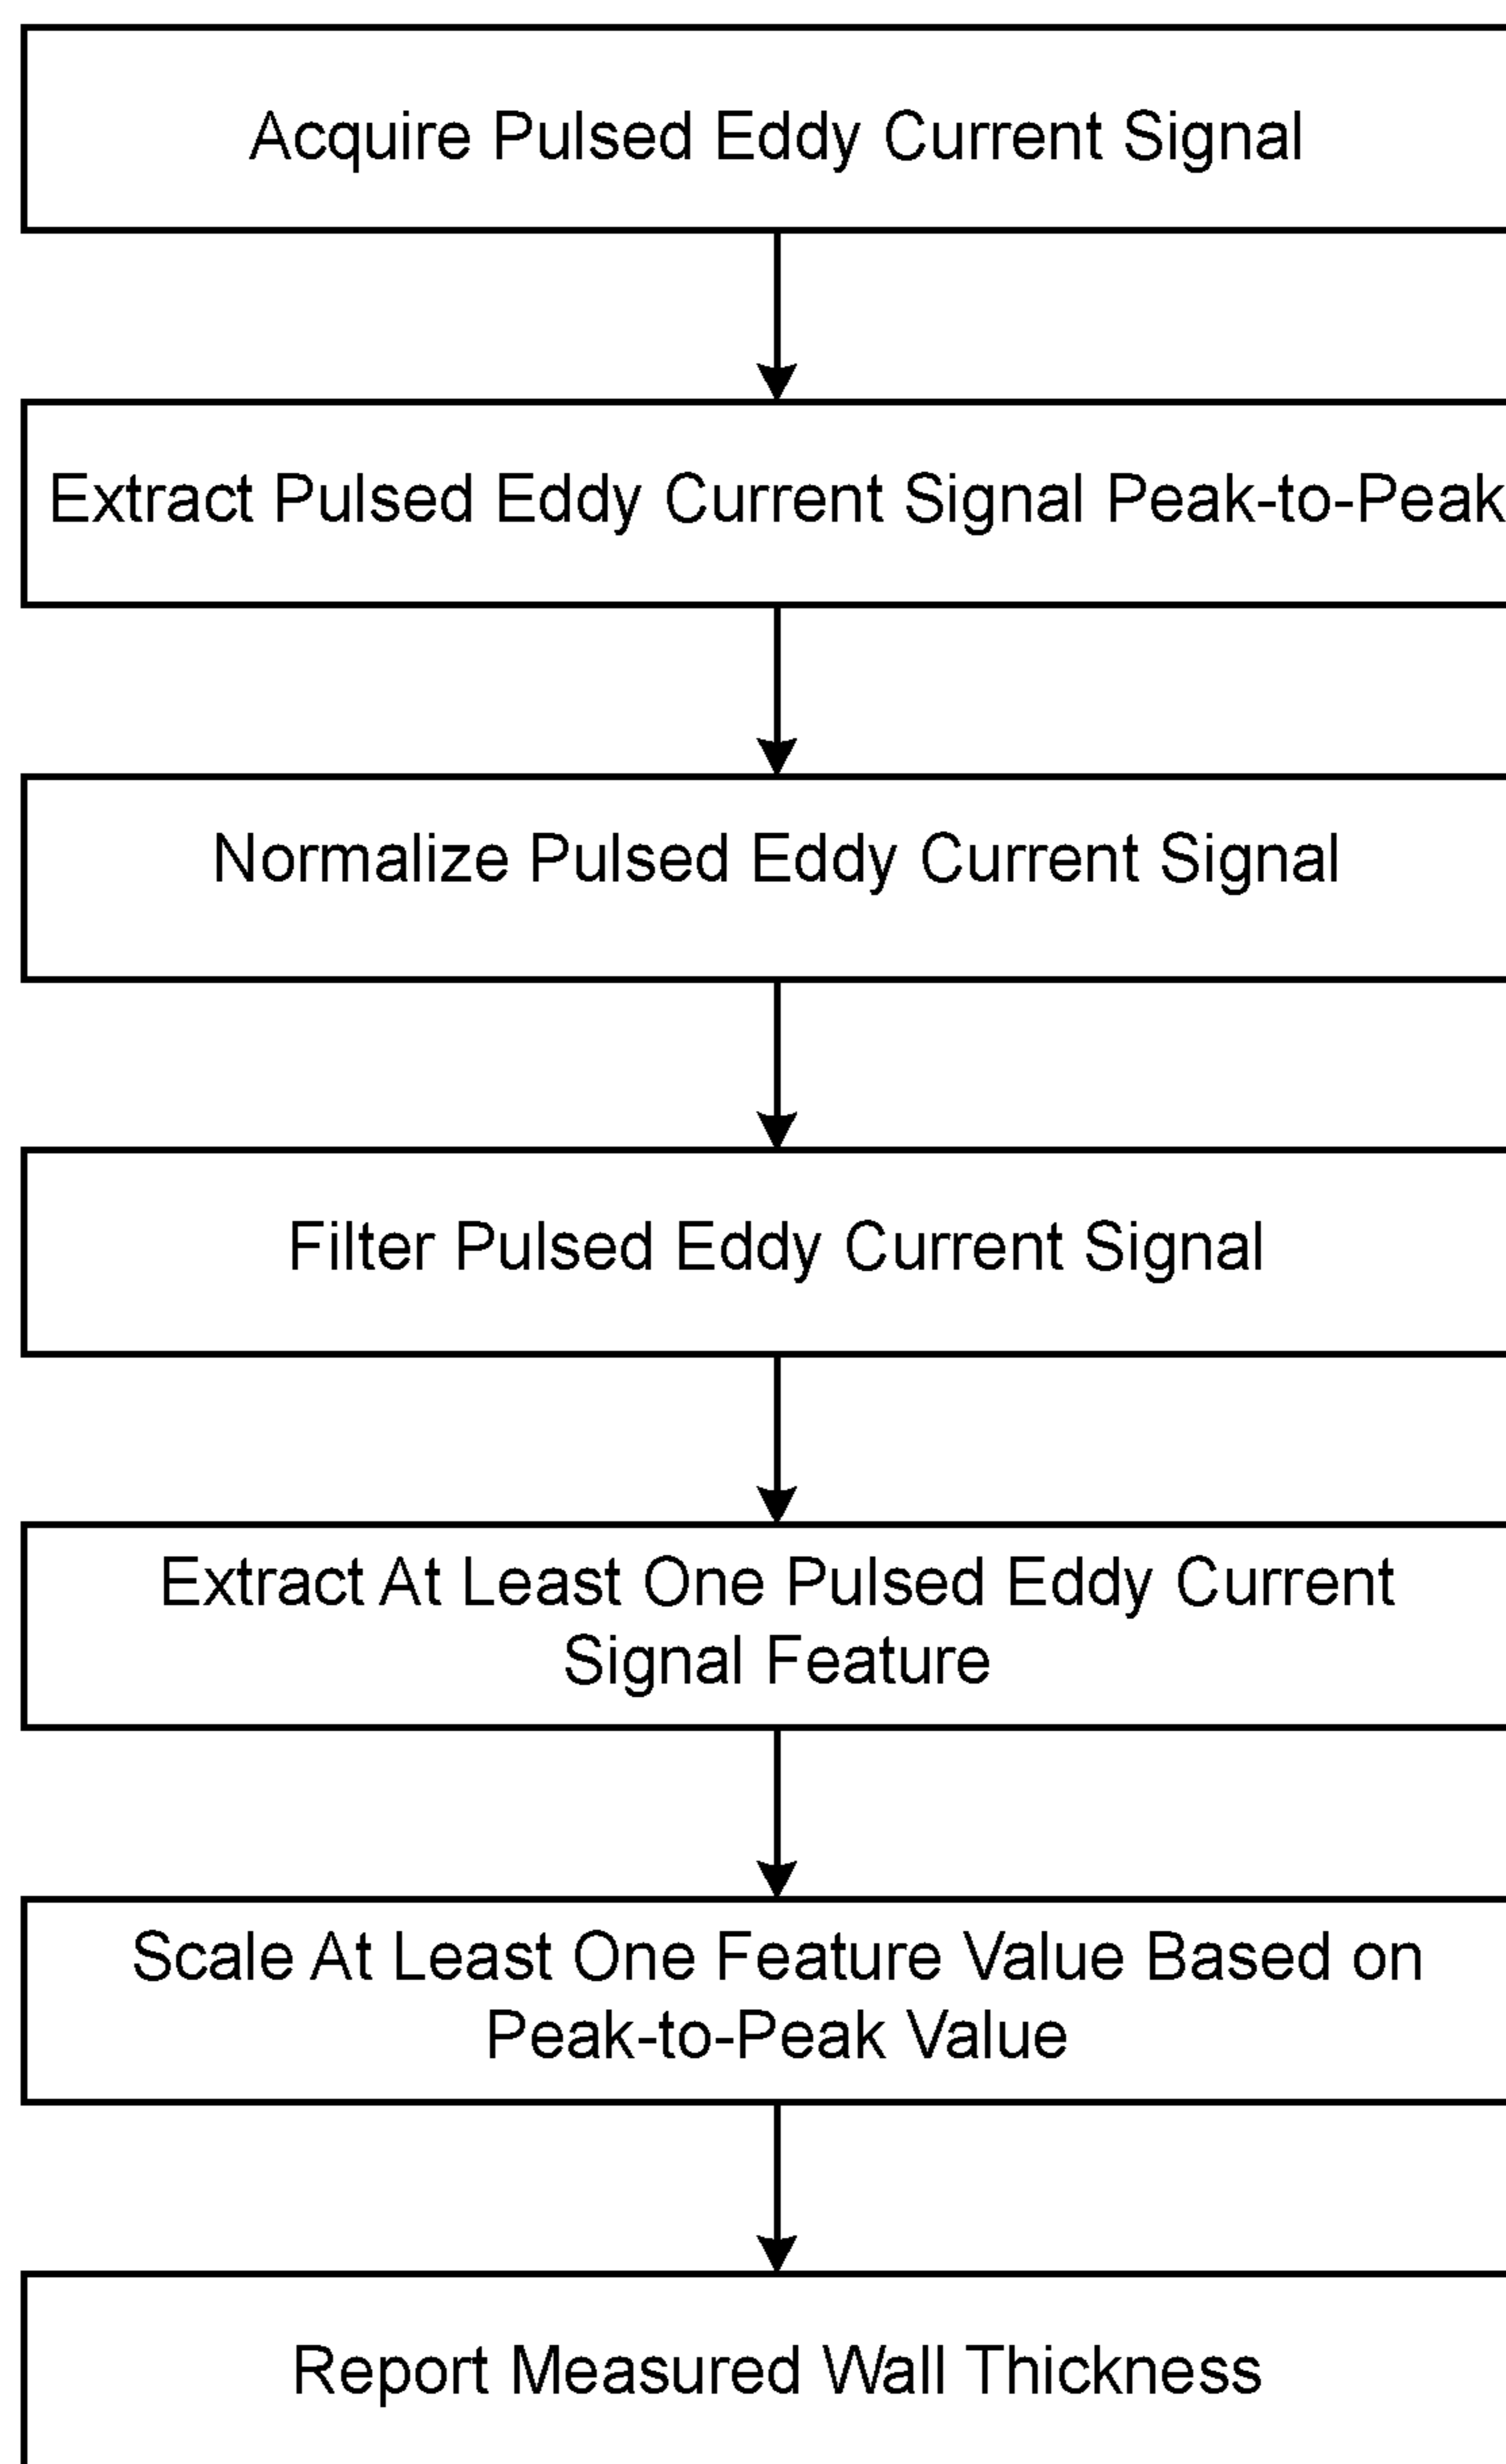 Acquire Pulsed Eddy Current Signal
Extract Pulsed Eddy Current Signal Peak-to-Peak
Normalize Pulsed Eddy Current Signal
Filter Pulsed Eddy Current Signal
Extract At Least One Pulsed Eddy Current
Signal Feature
Scale At Least One Feature Value Based on
Peak-to-Peak Value
Report Measured Wall Thickness